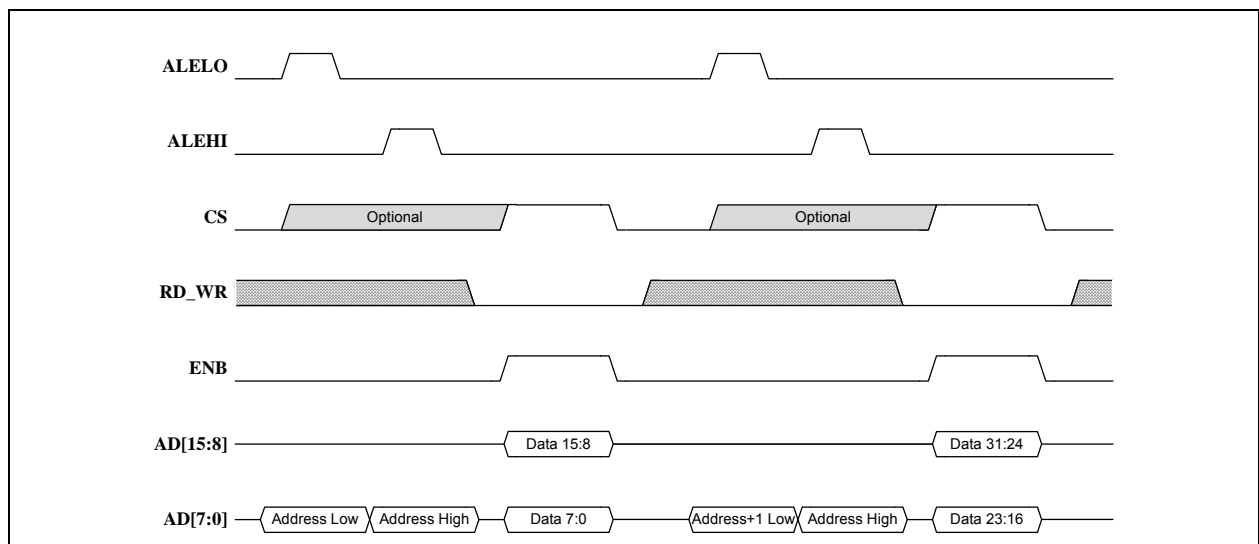 ALELO
ALEHI
CS
Optional
Optional
RD_WR
ENB
AD[15:8]
Data 15:8
Data 31:24
AD[7:0]
Address Low
Address High
Data 7:0
Address+1 Low
Address High
Data 23:16